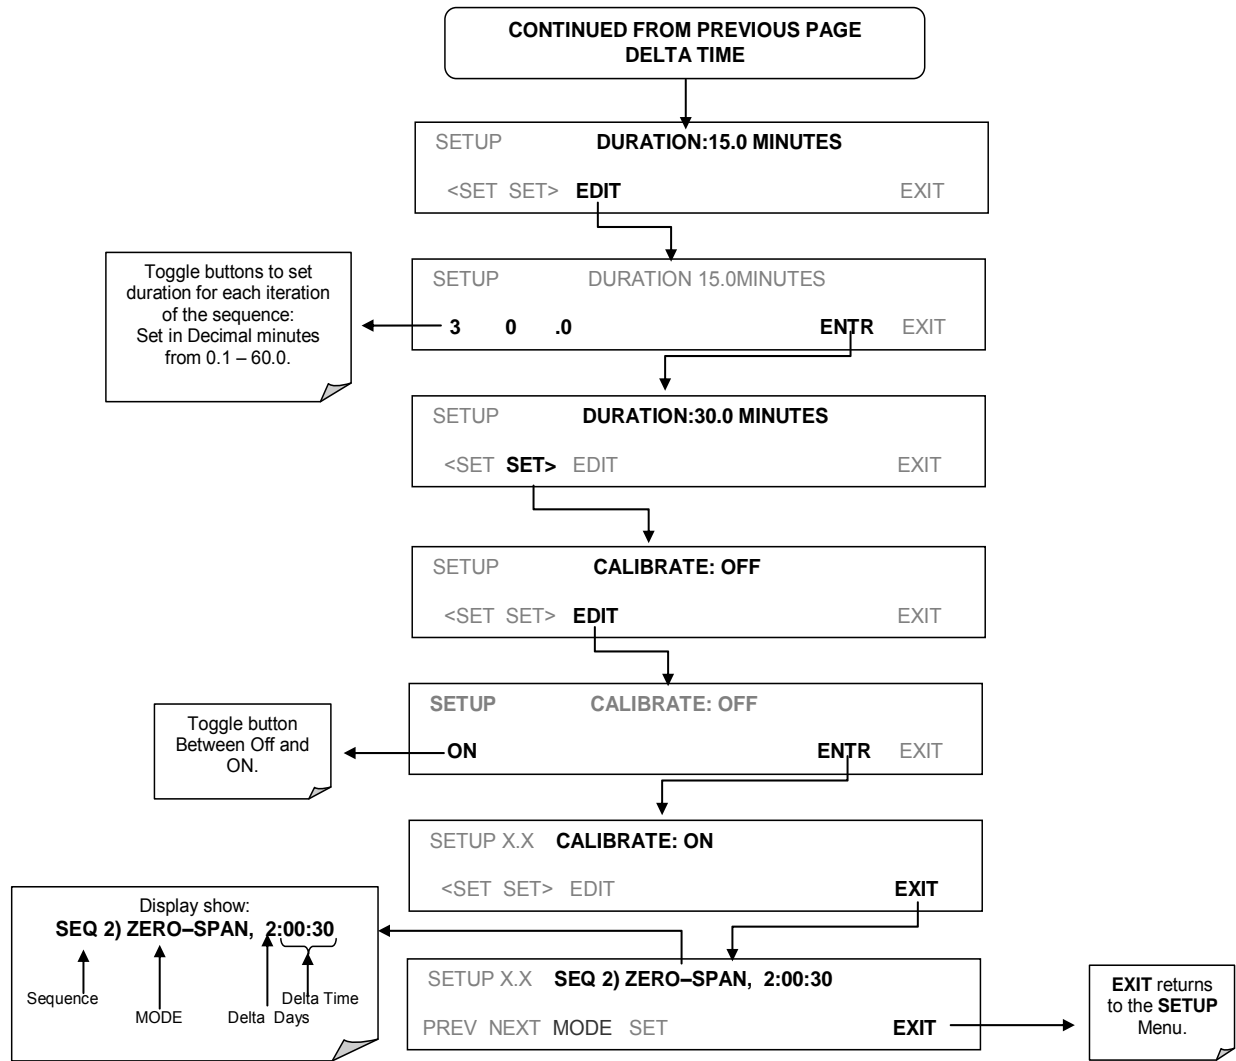 CONTINUED FROM PREVIOUS PAGE
DELTA TIME
SETUP DURATION:15.0 MINUTES
<SET SET> EDIT EXIT
Toggle buttons to set
duration for each iteration
of the sequence:
Set in Decimal minutes
from 0.1 – 60.0.
SETUP DURATION 15.0MINUTES
3 0 .0 ENTR EXIT
SETUP DURATION:30.0 MINUTES
<SET SET> EDIT EXIT
SETUP CALIBRATE: OFF
<SET SET> EDIT EXIT
Toggle button
Between Off and
ON.
SETUP CALIBRATE: OFF
ON ENTR EXIT
SETUP X.X CALIBRATE: ON
<SET SET> EDIT EXIT
Display show:
SEQ 2) ZERO–SPAN, 2:00:30
Sequence
MODE
Delta Days
Delta Time
SETUP X.X SEQ 2) ZERO–SPAN, 2:00:30
PREV NEXT MODE SET EXIT
EXIT returns
to the SETUP
Menu.